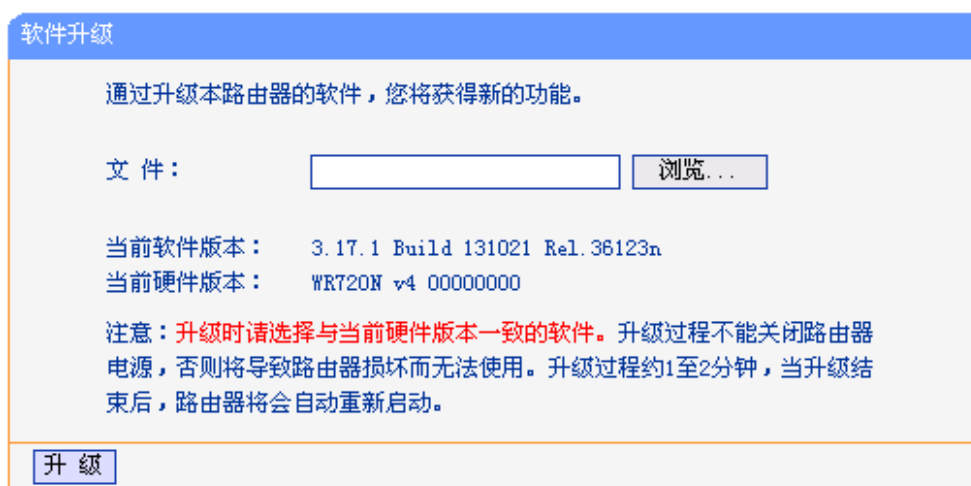 软件升级
通过升级本路由器的软件，您将获得新的功能。
文 件： 浏览...
当前软件版本： 3.17.1 Build 131021 Rel.36123n
当前硬件版本： WR720N v4 00000000
注意：升级时请选择与当前硬件版本一致的软件。升级过程不能关闭路由器
电源，否则将导致路由器损坏而无法使用。升级过程约1至2分钟，当升级结
束后，路由器将会自动重新启动。
升 级